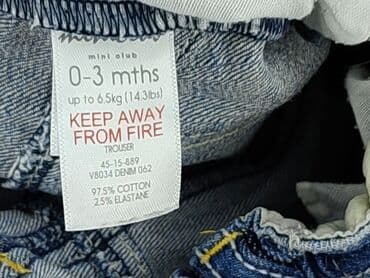 mini club
0-3 mths
up to 6.5kg (14.3lbs)
KEEP AWAY
FROM FIRE
TROUSER
45-15-889
V8034 DENIM 062
97.5% COTTON
2.5% ELASTANE